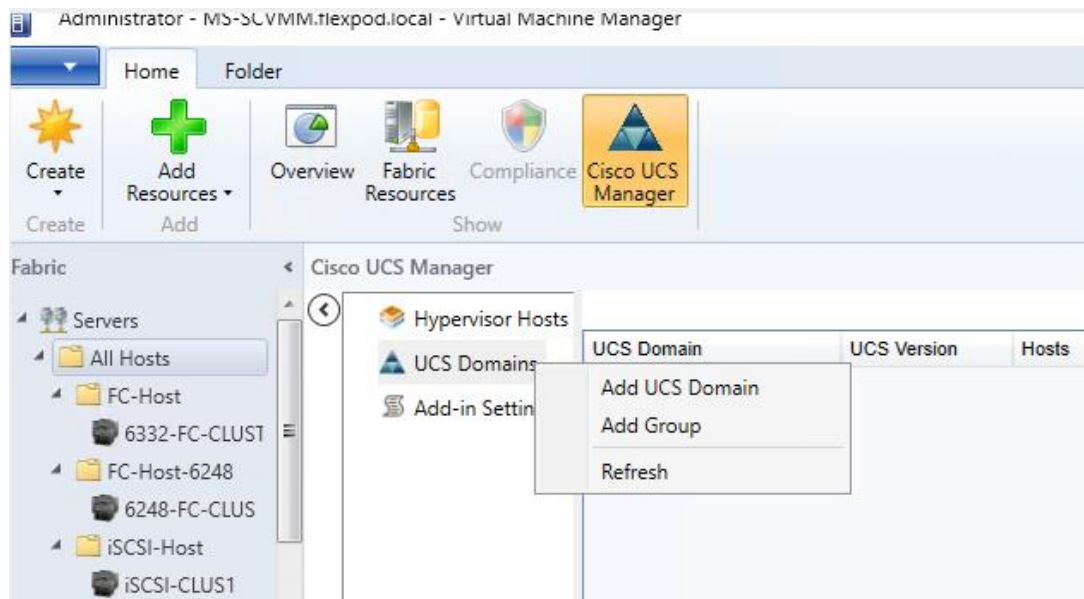 Administrator - MS-SCVMM.flexpod.local - Virtual Machine Manager
Home Folder
Create
Add Resources
Overview
Fabric Resources
Compliance
Cisco UCS Manager
Create Add Show
Fabric
Cisco UCS Manager
Servers
All Hosts
FC-Host
6332-FC-CLUST
FC-Host-6248
6248-FC-CLUS
iSCSI-Host
iSCSI-CLUS1
Hypervisor Hosts
UCS Domains
Add-in Settin
UCS Domain UCS Version Hosts
Add UCS Domain
Add Group
Refresh